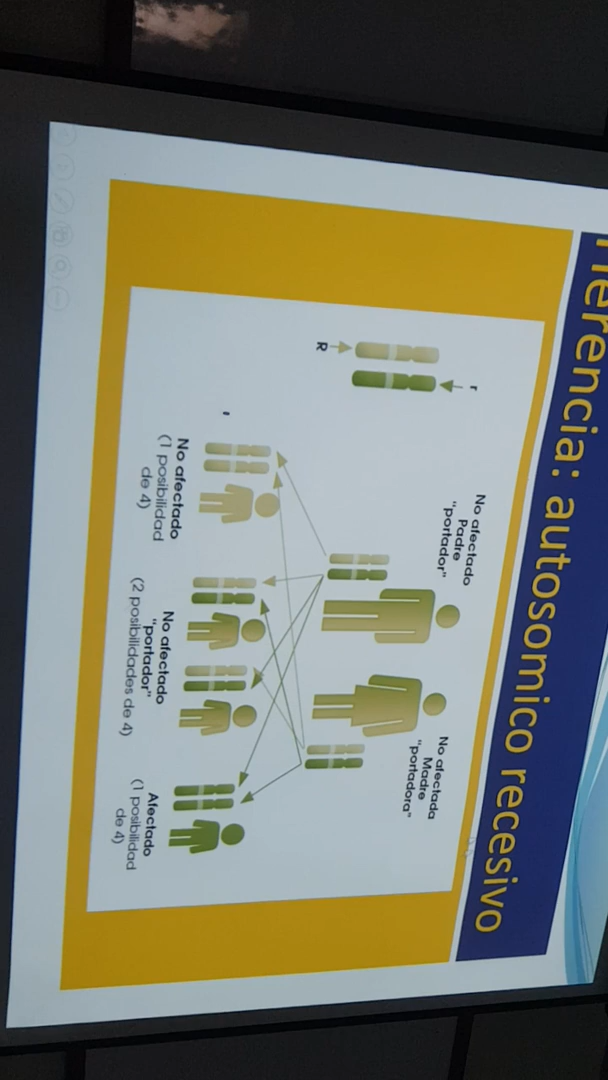 Herencia: autosomico recesivo
r
R
No afectado
Padre
"portador"
No afectada
Madre
"portadora"
No afectado
(1 posibilidad
de 4)
No afectado
"portador"
(2 posibilidades de 4)
Afectado
(1 posibilidad
de 4)